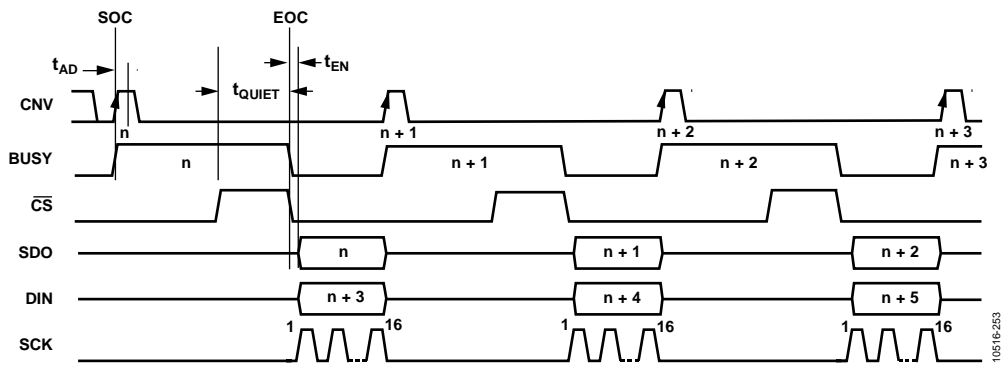 SOC EOC
tAD tEN
tQUIET
CNV
n n + 1 n + 2 n + 3
BUSY n n + 1 n + 2 n + 3
CS
SDO n n + 1 n + 2
DIN n + 3 n + 4 n + 5
1 16 1 16 1 16
SCK
10516-253